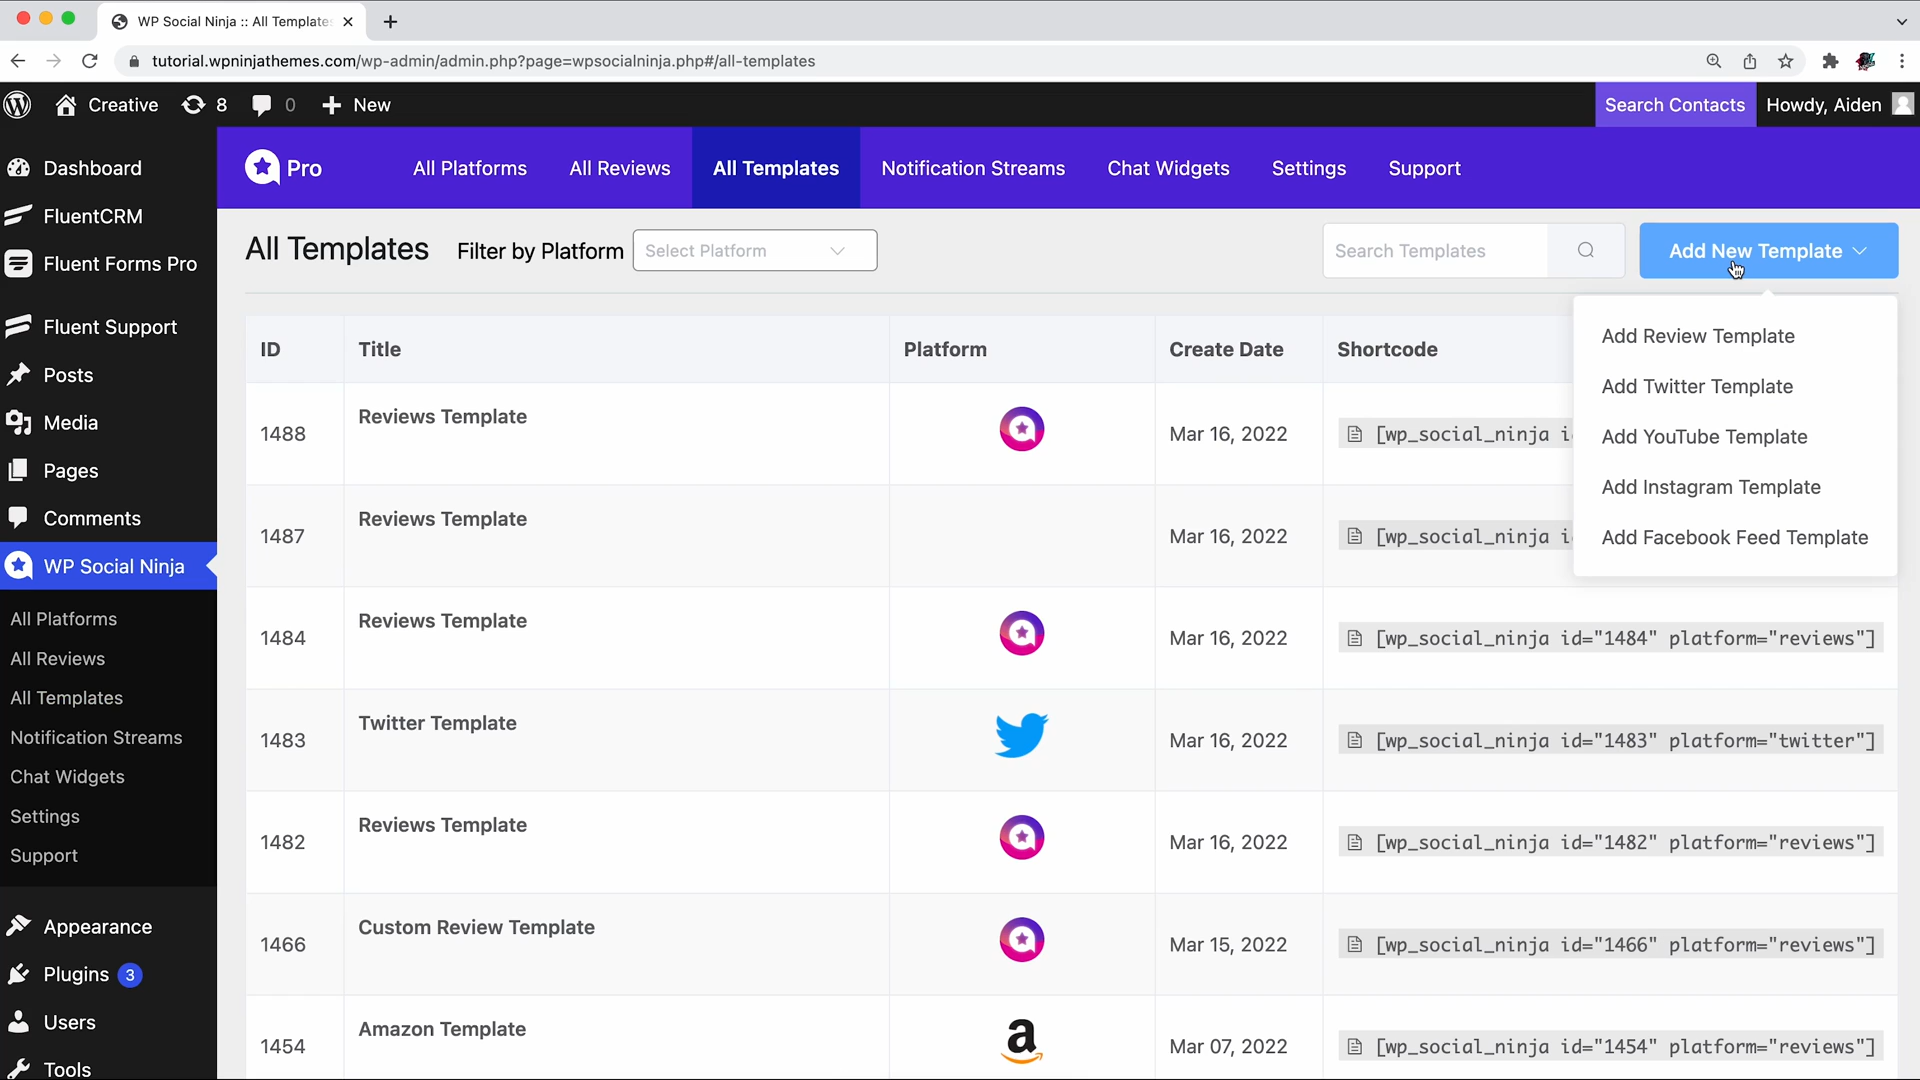 WP Social Ninja :: All Templates
tutorial.wpninjathemes.com/wp-admin/admin.php?page=wpsocialninja.php#/all-templates
Creative 8 0 New Search Contacts Howdy, Aiden
Dashboard
FluentCRM
Fluent Forms Pro
Fluent Support
Posts
Media
Pages
Comments
WP Social Ninja
All Platforms
All Reviews
All Templates
Notification Streams
Chat Widgets
Settings
Support
Appearance
Plugins 3
Users
Tools
Pro All Platforms All Reviews All Templates Notification Streams Chat Widgets Settings Support
All Templates Filter by Platform Select Platform Search Templates Add New Template
Add Review Template
Add Twitter Template
Add YouTube Template
Add Instagram Template
Add Facebook Feed Template
ID Title Platform Create Date Shortcode
1488 Reviews Template Mar 16, 2022 [wp_social_ninja i
1487 Reviews Template Mar 16, 2022 [wp_social_ninja i
1484 Reviews Template Mar 16, 2022 [wp_social_ninja id="1484" platform="reviews"]
1483 Twitter Template Mar 16, 2022 [wp_social_ninja id="1483" platform="twitter"]
1482 Reviews Template Mar 16, 2022 [wp_social_ninja id="1482" platform="reviews"]
1466 Custom Review Template Mar 15, 2022 [wp_social_ninja id="1466" platform="reviews"]
1454 Amazon Template a Mar 07, 2022 [wp_social_ninja id="1454" platform="reviews"]